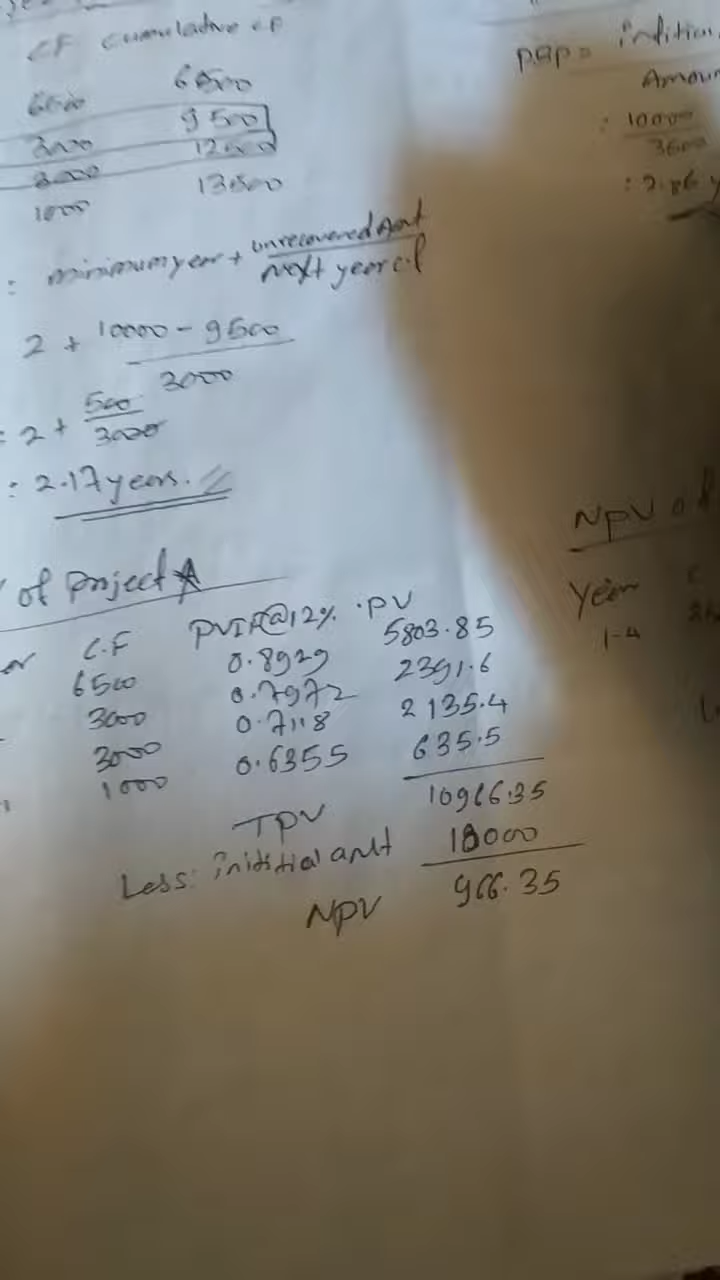 CF cumulative CF
6500 6500
3000 9500
3000 12500
1000 13500
: minimum year + unrecovered Amt
Next year c.f
2 + 10000 - 9500
3000
: 2 + 500
3000
: 2.17 years.
of Project A
C.F PVIF@12% PV
6500 0.8929 5803.85
3000 0.7972 2391.6
3000 0.7118 2135.4
1000 0.6355 635.5
TPV 10966.35
Less: initial amt 10000
NPV 966.35
PBP =
: 10000
: 2.86 y
NPV of
Year C
1-4